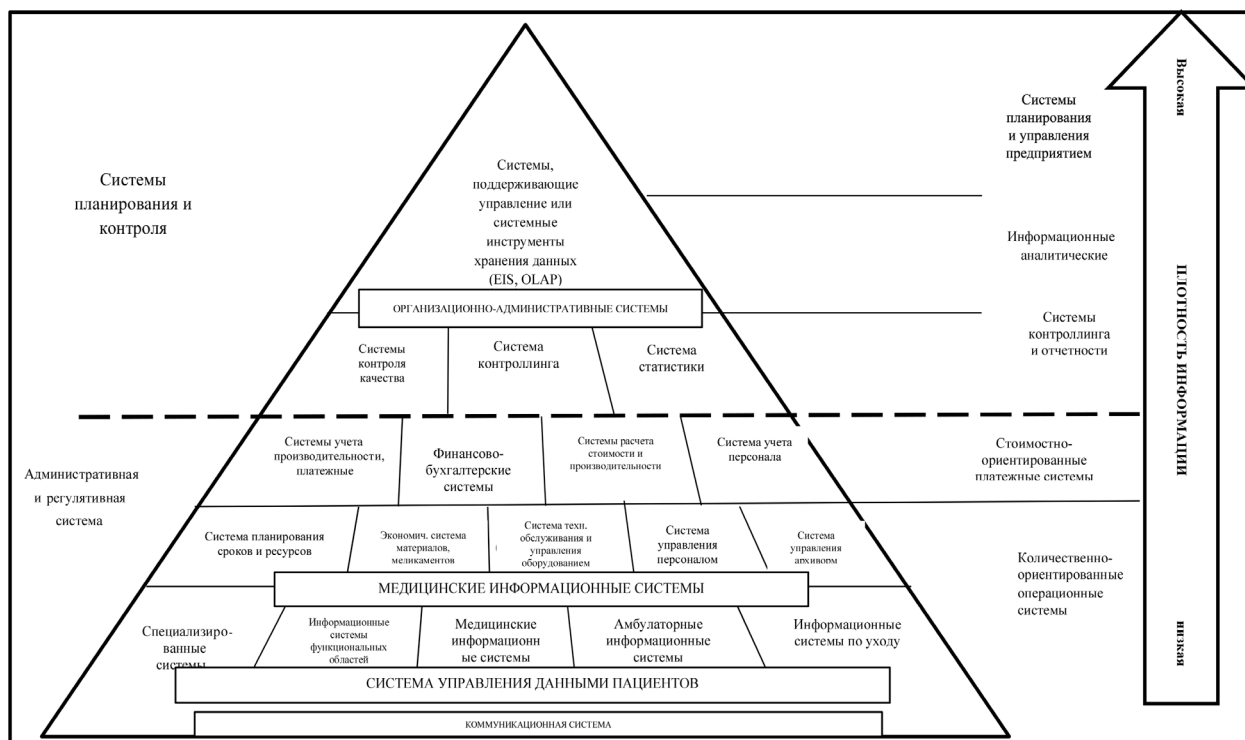 Системы
планирования и
контроля
Системы,
поддерживающие
управление или
системные
инструменты
хранения данных
(EIS, OLAP)
Системы
планирования
и управления
предприятием
Информационные
аналитические
Системы
контроллинга
и отчетности
ОРГАНИЗАЦИОННО-АДМИНИСТРАТИВНЫЕ СИСТЕМЫ
Системы
контроля
качества
Система
контроллинга
Система
статистики
Административная
и регулятивная
система
Системы учета
производительности,
платежные
Финансово-
бухгалтерские
системы
Системы расчета
стоимости и
производительности
Система учета
персонала
Стоимостно-
ориентированные
платежные системы
Система планирования
сроков и ресурсов
Экономич. система
материалов,
медикаментов
(
Система техн.
обслуживания и
управления
оборудованием
Система
управления
персоналом
Система
управления
архивом
Количественно-
ориентированные
операционные
системы
МЕДИЦИНСКИЕ ИНФОРМАЦИОННЫЕ СИСТЕМЫ
Специализиро-
ванные
системы
Информационные
системы
функциональных
областей
Медицинские
информационн
ые системы
Амбулаторные
информационные
системы
Информационные
системы по уходу
СИСТЕМА УПРАВЛЕНИЯ ДАННЫМИ ПАЦИЕНТОВ
КОММУНИКАЦИОННАЯ СИСТЕМА
Высокая
ПЛОТНОСТЬ ИНФОРМАЦИИ
низкая